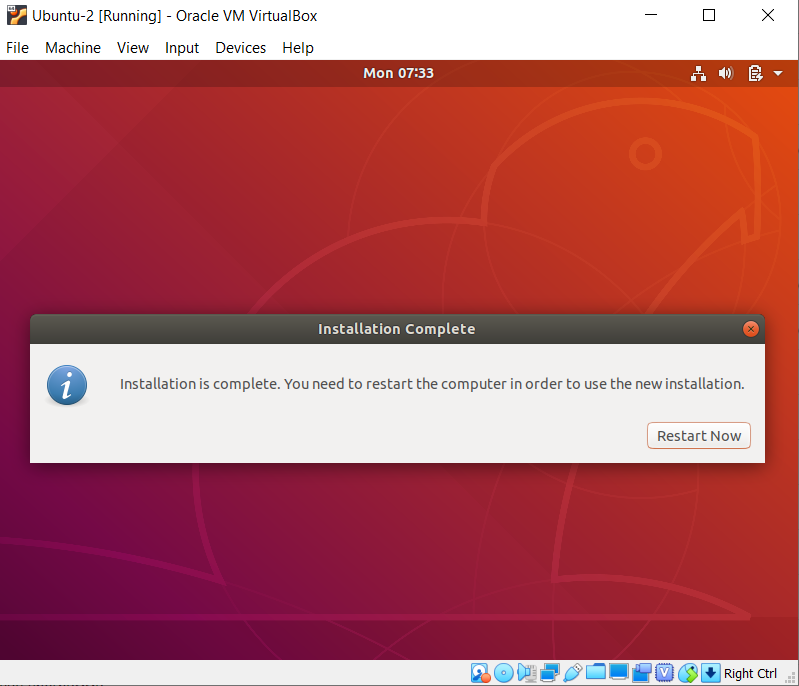 Ubuntu-2 [Running] - Oracle VM VirtualBox
File Machine View Input Devices Help
Mon 07:33
Installation Complete
Installation is complete. You need to restart the computer in order to use the new installation.
Restart Now
Right Ctrl